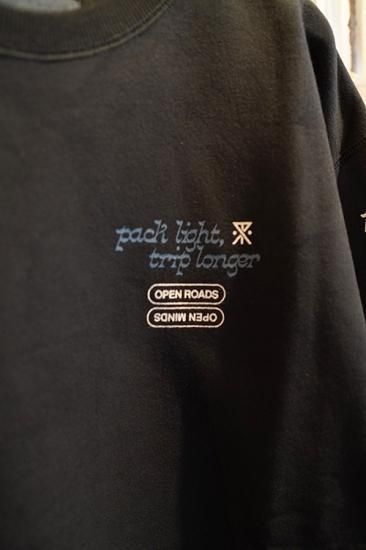 pack light,
trip longer
OPEN ROADS
OPEN MINDS